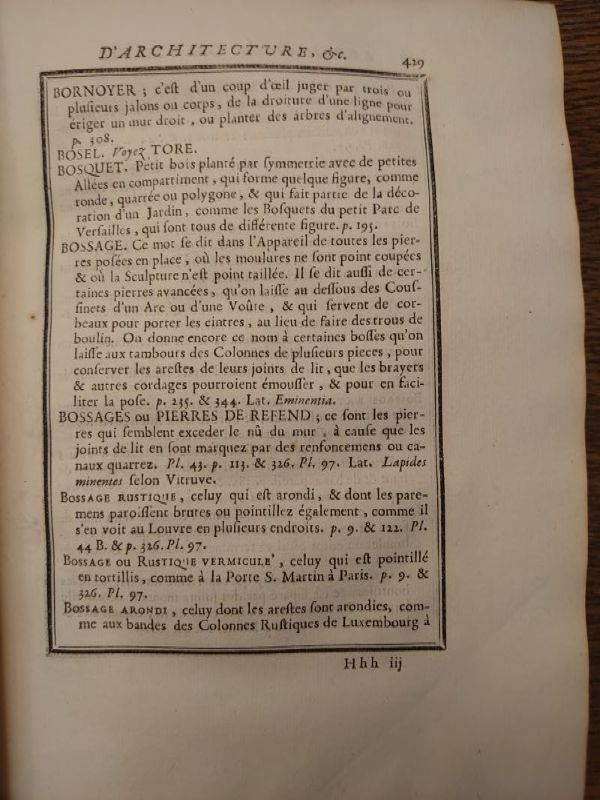 D'ARCHITECTURE, &c.
429
BORNOYER ; c'eſt d'un coup d'œil juger par trois ou
pluſieurs jalons ou corps, de la droiture d'une ligne pour
ériger un mur droit , ou planter des arbres d'alignement.
p. 308.
BOSEL. Voyez TORE.
BOSQUET. Petit bois planté par ſymmetrie avec de petites
Allées en compartiment, qui forme quelque figure, comme
ronde, quarrée ou polygone, & qui fait partie de la déco-
ration d'un Jardin, comme les Boſquets du petit Parc de
Verſailles, qui ſont tous de différente figure. p. 195.
BOSSAGE. Ce mot ſe dit dans l'Appareil de toutes les pier-
res poſées en place, où les moulures ne ſont point coupées
& où la Sculpture n'eſt point taillée. Il ſe dit auſſi de cer-
taines pierres avancées, qu'on laiſſe au deſſous des Couſ-
ſinets d'un Arc ou d'une Voûte , & qui ſervent de cor-
beaux pour porter les cintres, au lieu de faire des trous de
boulin. On donne encore ce nom à certaines boſſes qu'on
laiſſe aux tambours des Colonnes de pluſieurs pieces, pour
conſerver les areſtes de leurs joints de lit, que les brayers
& autres cordages pourroient émouſſer , & pour en faci-
liter la poſe. p. 235. & 344. Lat. Eminentia.
BOSSAGES ou PIERRES DE REFEND ; ce ſont les pier-
res qui ſemblent exceder le nû du mur , à cauſe que les
joints de lit en ſont marquez par des renfoncemens ou ca-
naux quarrez. Pl. 43. p. 113. & 326. Pl. 97. Lat. Lapides
minentes ſelon Vitruve.
BOSSAGE RUSTIQUE, celuy qui eſt arondi, & dont les pare-
mens paroiſſent brutes ou pointillez également, comme il
s'en voit au Louvre en pluſieurs endroits. p. 9. & 122. Pl.
44 B. & p. 326. Pl. 97.
BOSSAGE ou RUSTIQUE VERMICULE', celuy qui eſt pointillé
en tortillis, comme à la Porte S. Martin à Paris. p. 9. &
326. Pl. 97.
BOSSAGE ARONDI, celuy dont les areſtes ſont arondies, com-
me aux bandes des Colonnes Ruſtiques de Luxembourg à
Hhh iij